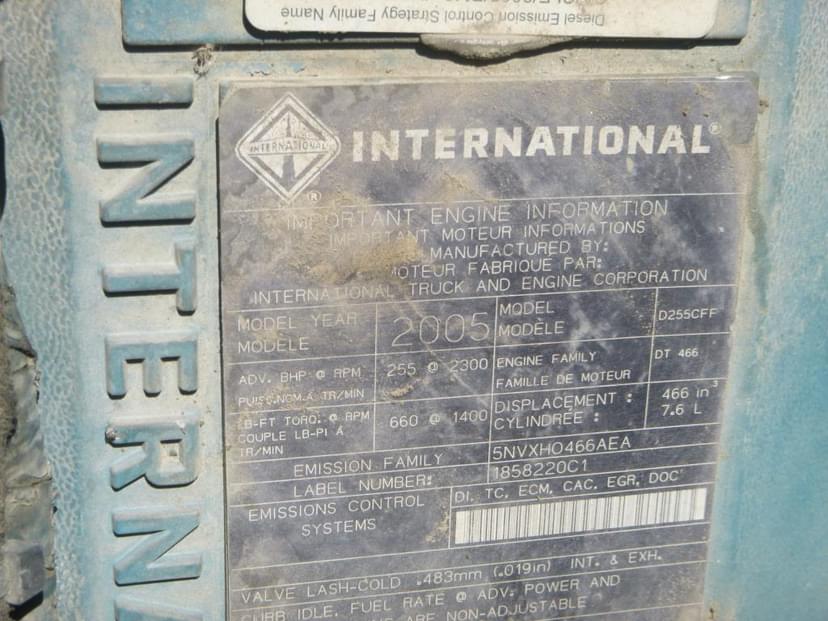 Diesel Emission Control Strategy Family Name
INTERNA
INTERNATIONAL
®
INTERNATIONAL®
IMPORTANT ENGINE INFORMATION
IMPORTANT MOTEUR INFORMATIONS
MANUFACTURED BY:
MOTEUR FABRIQUE PAR:
INTERNATIONAL TRUCK AND ENGINE CORPORATION
MODEL YEAR
MODELE
2005
MODEL
MODÈLE
D255CFF
ADV. BHP @ RPM
PUISS.NOM.A TR/MIN
255 @ 2300
ENGINE FAMILY
FAMILLE DE MOTEUR
DT 466
LB-FT TORQ. @ RPM
COUPLE LB-PI A
TR/MIN
660 @ 1400
DISPLACEMENT :
CYLINDRÉE :
466 in³
7.6 L
EMISSION FAMILY
5NVXH0466AEA
LABEL NUMBER:
1858220C1
EMISSIONS CONTROL
SYSTEMS
DI, TC, ECM, CAC, EGR, DOC
VALVE LASH-COLD .483mm (.019in) INT. & EXH.
CURB IDLE, FUEL RATE @ ADV. POWER AND
ARE NON-ADJUSTABLE